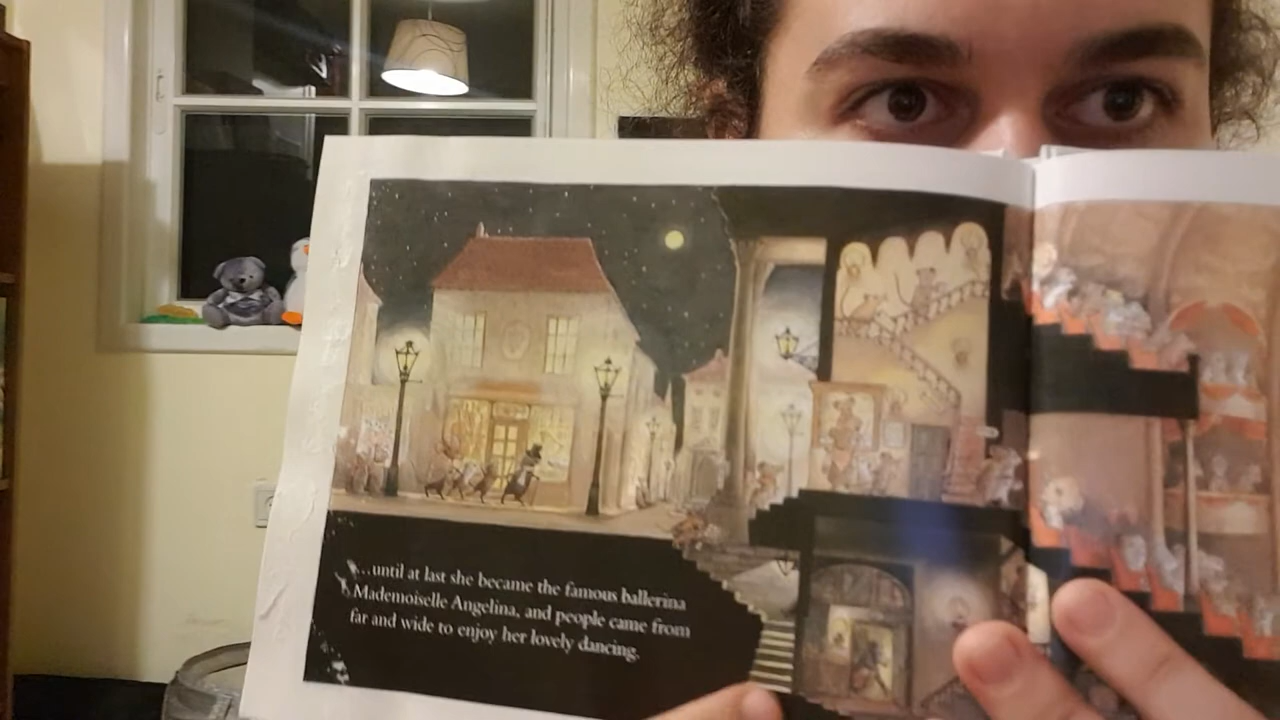 …until at last she became the famous ballerina
Mademoiselle Angelina, and people came from
far and wide to enjoy her lovely dancing.